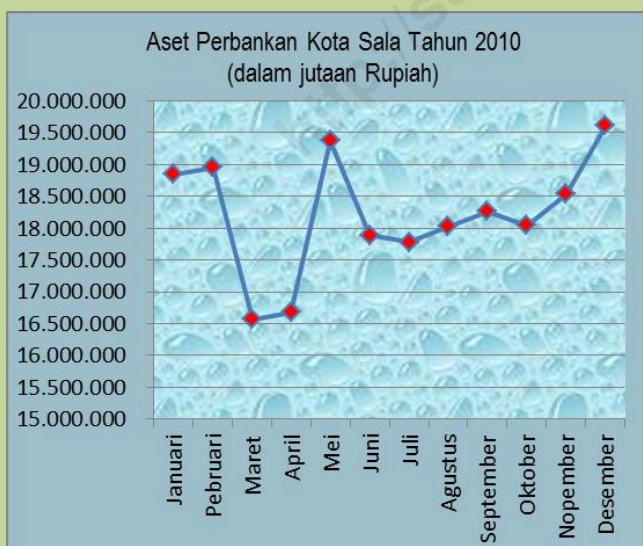 Aset Perbankan Kota Sala Tahun 2010
(dalam jutaan Rupiah)
20.000.000
19.500.000
19.000.000
18.500.000
18.000.000
17.500.000
17.000.000
16.500.000
16.000.000
15.500.000
15.000.000
Januari
Pebruari
Maret
April
Mei
Juni
Juli
Agustus
September
Oktober
Nopember
Desember